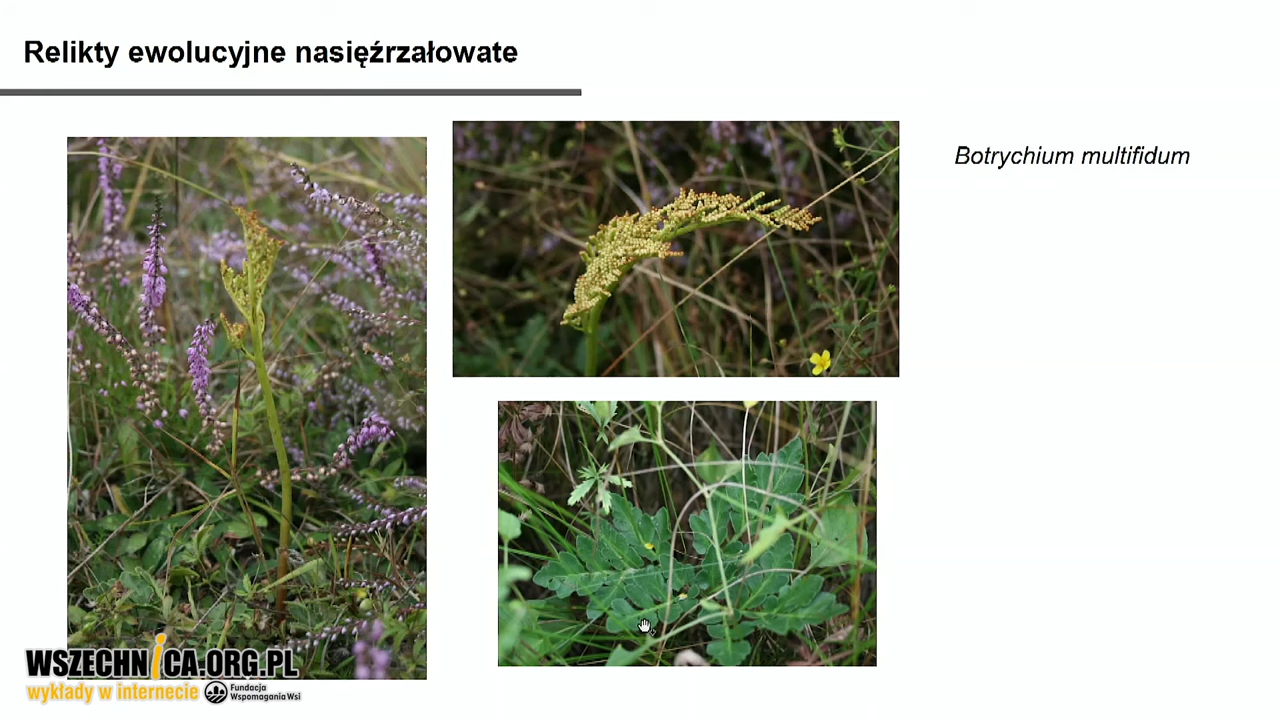 Relikty ewolucyjne nasięźrzałowate
Botrychium multifidum
WSZECHNiCA.ORG.PL
wykłady w internecie
Fundacja
Wspomagania Wsi